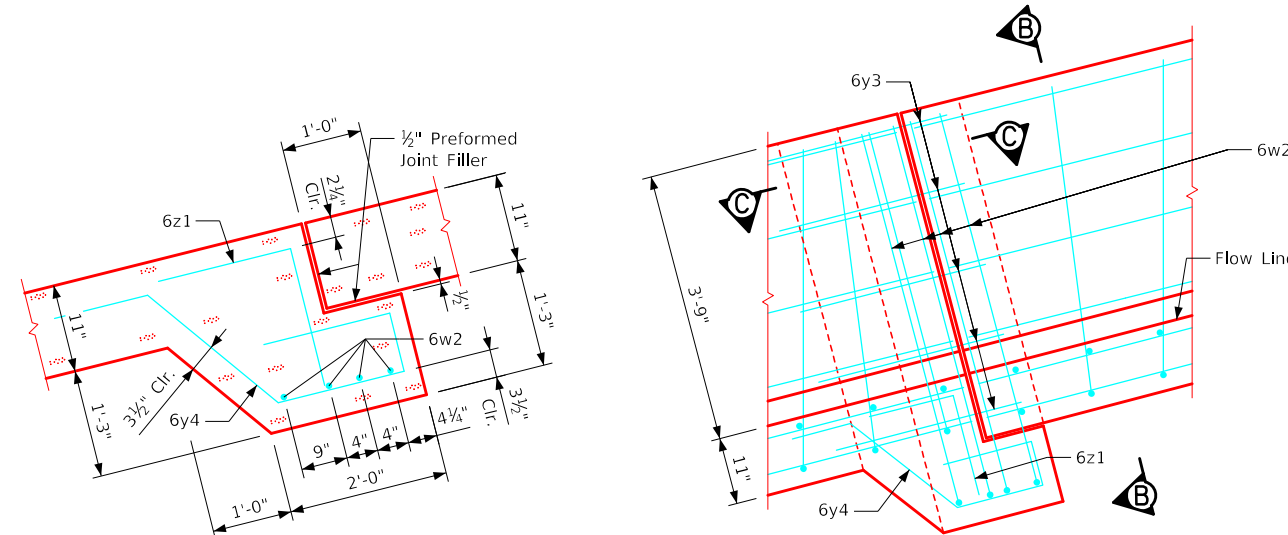 1'-0"
½" Preformed
Joint Filler
2¼"
Clr.
6z1
11"
½"
1'-3"
11"
6w2
3½" Clr.
6y4
1'-3"
3½"
Clr.
9"
4"
4"
4¼"
2'-0"
1'-0"
B
6y3
C
6w2
C
3'-9"
Flow Line
11"
6z1
6y4
B